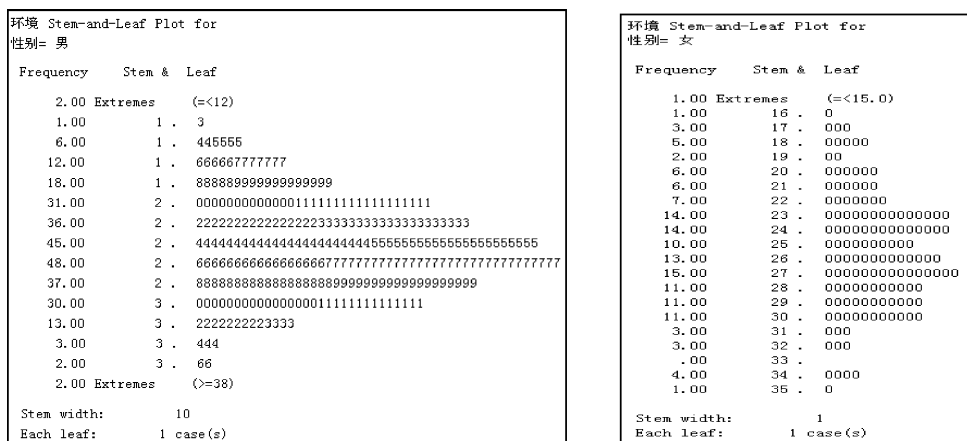 环境 Stem-and-Leaf Plot for
性别= 男
Frequency Stem & Leaf
2.00 Extremes (=<12)
1.00 1 . 3
6.00 1 . 445555
12.00 1 . 666667777777
18.00 1 . 888889999999999999
31.00 2 . 0000000000000111111111111111111
36.00 2 . 222222222222222233333333333333333333
45.00 2 . 444444444444444444444445555555555555555555555
48.00 2 . 666666666666666667777777777777777777777777777777
37.00 2 . 8888888888888888889999999999999999999
30.00 3 . 000000000000000011111111111111
13.00 3 . 2222222223333
3.00 3 . 444
2.00 3 . 66
2.00 Extremes (>=38)
Stem width: 10
Each leaf: 1 case(s)
环境 Stem-and-Leaf Plot for
性别= 女
Frequency Stem & Leaf
1.00 Extremes (=<15.0)
1.00 16 . 0
3.00 17 . 000
5.00 18 . 00000
2.00 19 . 00
6.00 20 . 000000
6.00 21 . 000000
7.00 22 . 0000000
14.00 23 . 00000000000000
14.00 24 . 00000000000000
10.00 25 . 0000000000
13.00 26 . 0000000000000
15.00 27 . 000000000000000
11.00 28 . 00000000000
11.00 29 . 00000000000
11.00 30 . 00000000000
3.00 31 . 000
3.00 32 . 000
.00 33 .
4.00 34 . 0000
1.00 35 . 0
Stem width: 1
Each leaf: 1 case(s)